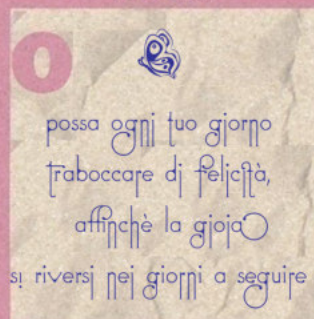 O
possa ogni tuo giorno
traboccare di felicità,
affinchè la gioia
si riversi nei giorni a seguire